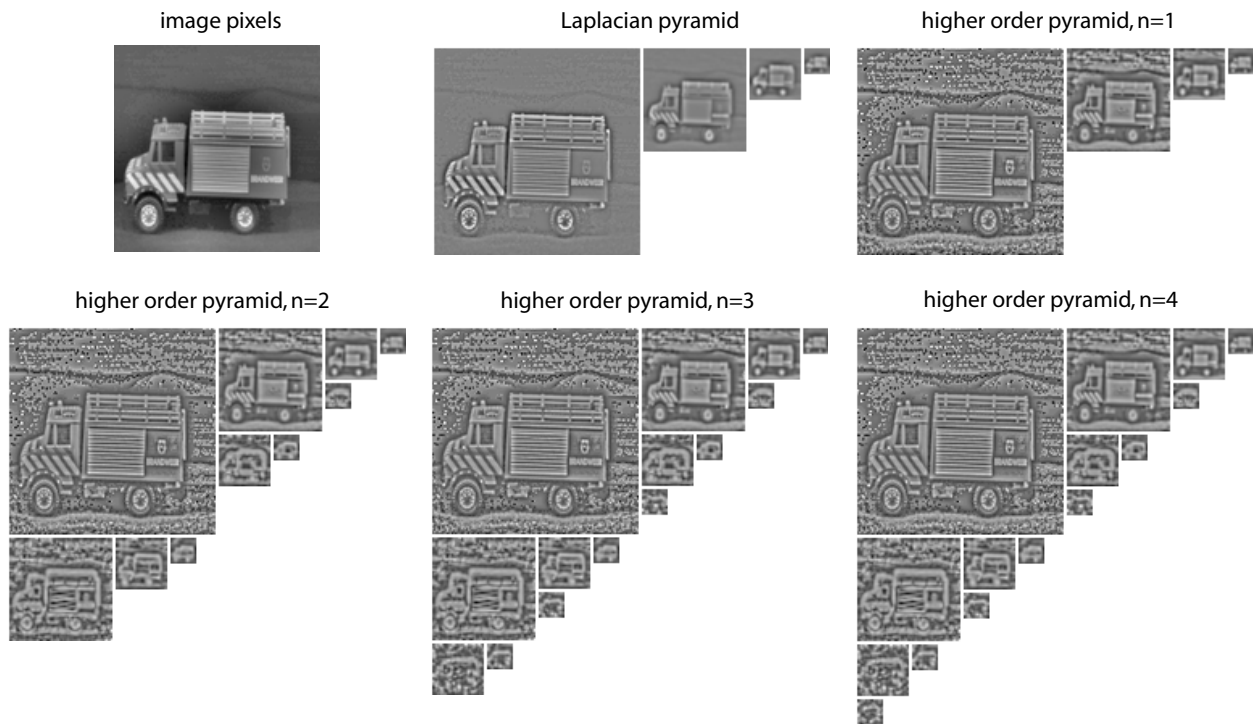 image pixels
Laplacian pyramid
higher order pyramid, n=1
higher order pyramid, n=2
higher order pyramid, n=3
higher order pyramid, n=4